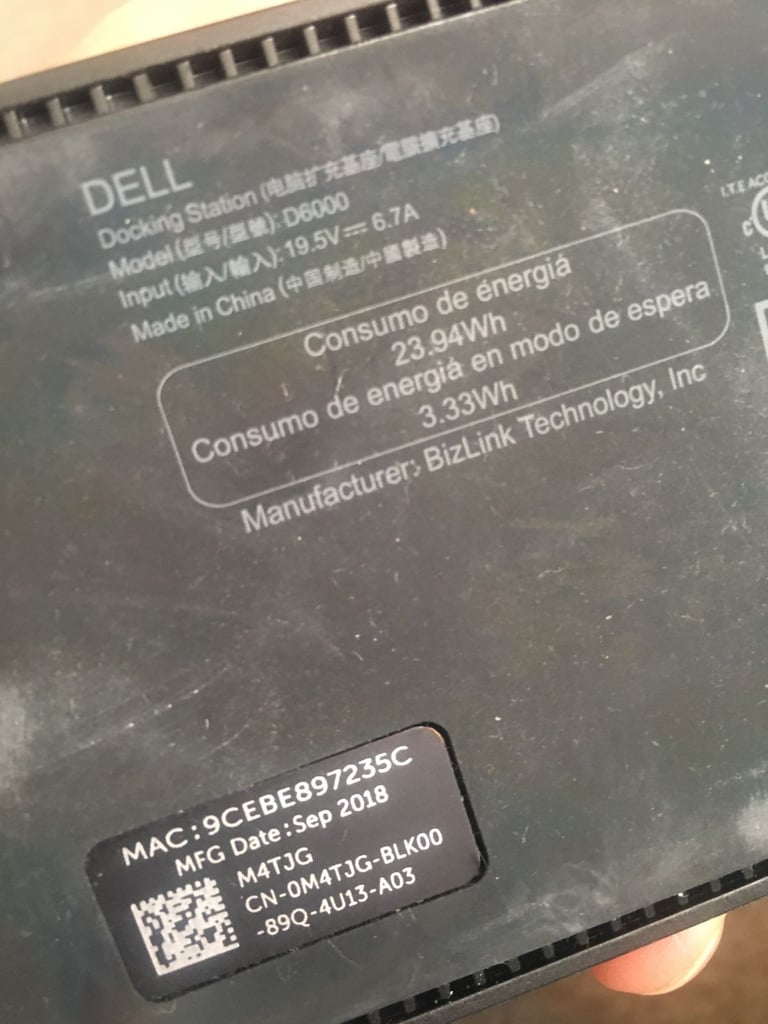 DELL
Docking Station (电脑扩充基座/電腦擴充基座)
Model (型号/型號): D6000
Input (输入/輸入): 19.5V⎓ 6.7A
Made in China (中国制造/中國製造)
Consumo de énergiá
23.94Wh
Consumo de energiá en modo de espera
3.33Wh
Manufacturer: BizLink Technology, Inc
I.T.E
MAC:9CEBE897235C
MFG Date:Sep 2018
M4TJG
CN-0M4TJG-BLK00
-89Q-4U13-A03